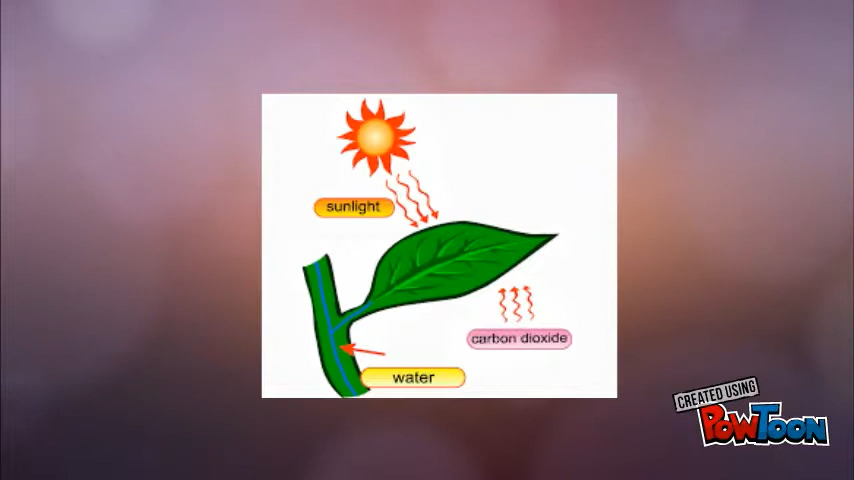 sunlight
carbon dioxide
water
CREATED USING
POWTOON